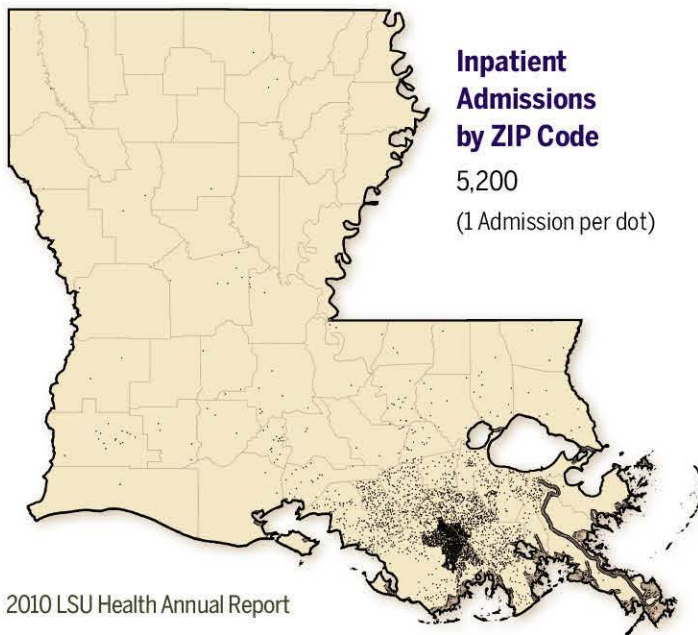 Inpatient
Admissions
by ZIP Code
5,200
(1 Admission per dot)
2010 LSU Health Annual Report